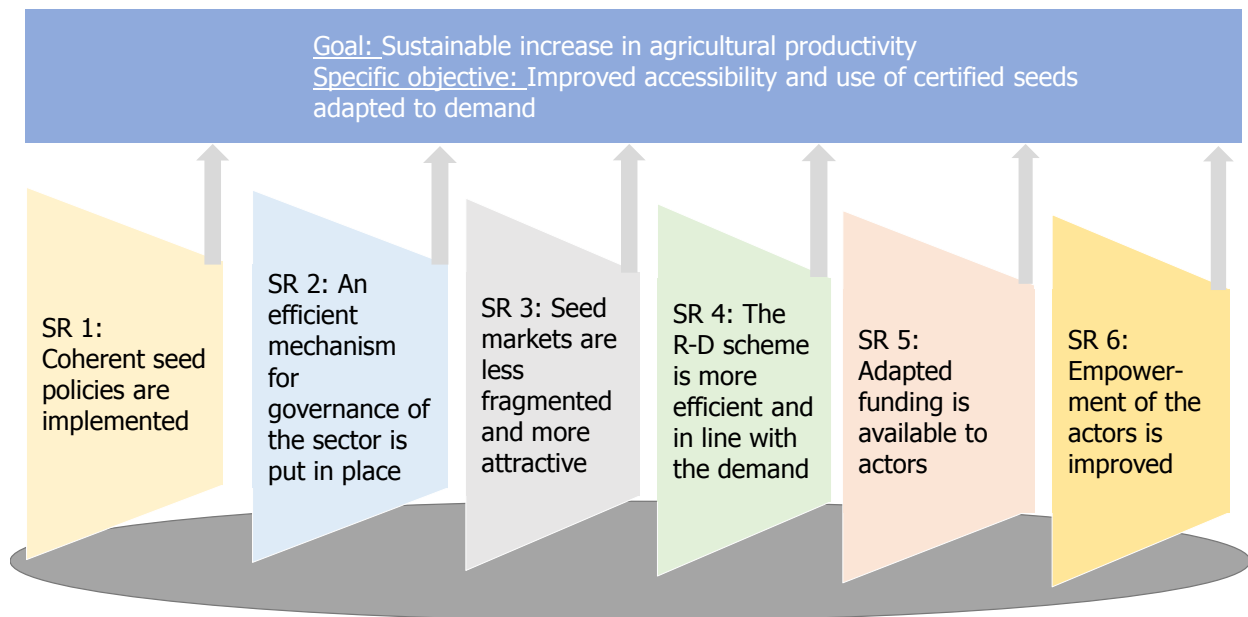 Goal: Sustainable increase in agricultural productivity
Specific objective: Improved accessibility and use of certified seeds
adapted to demand
SR 1:
Coherent seed
policies are
implemented
SR 2: An
efficient
mechanism
for
governance of
the sector is
put in place
SR 3: Seed
markets are
less
fragmented
and more
attractive
SR 4: The
R-D scheme
is more
efficient and
in line with
the demand
SR 5:
Adapted
funding is
available to
actors
SR 6:
Empower-
ment of the
actors is
improved